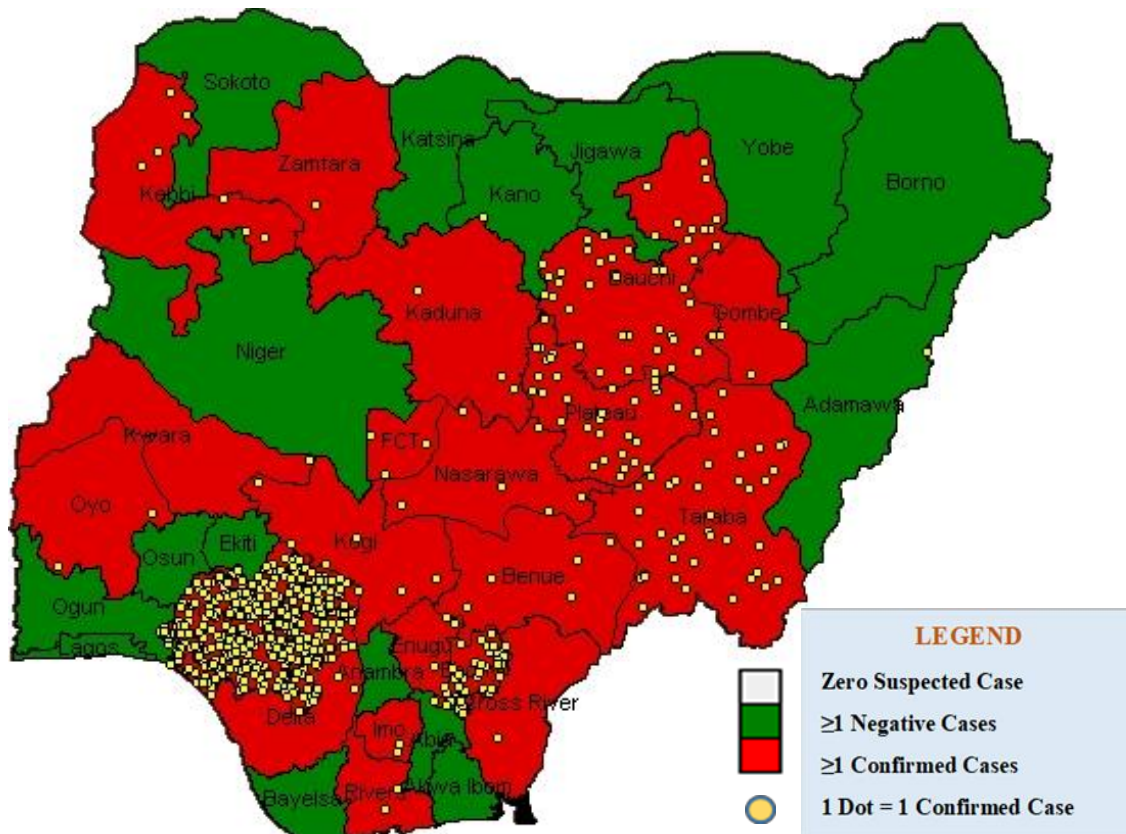 Sokoto
Katsina
Zamfara
Jigawa
Yobe
Borno
Kano
Kebbi
Bauchi
Kaduna
Gombe
Niger
Adamawa
Plateau
Kwara
FCT
Nasarawa
Oyo
Taraba
Kogi
Ekiti
Osun
Benue
Ogun
Lagos
Enugu
Anambra
Cross River
Delta
Imo
Abia
Bayelsa
Rivers
Akwa Ibom
LEGEND
Zero Suspected Case
≥1 Negative Cases
≥1 Confirmed Cases
1 Dot = 1 Confirmed Case